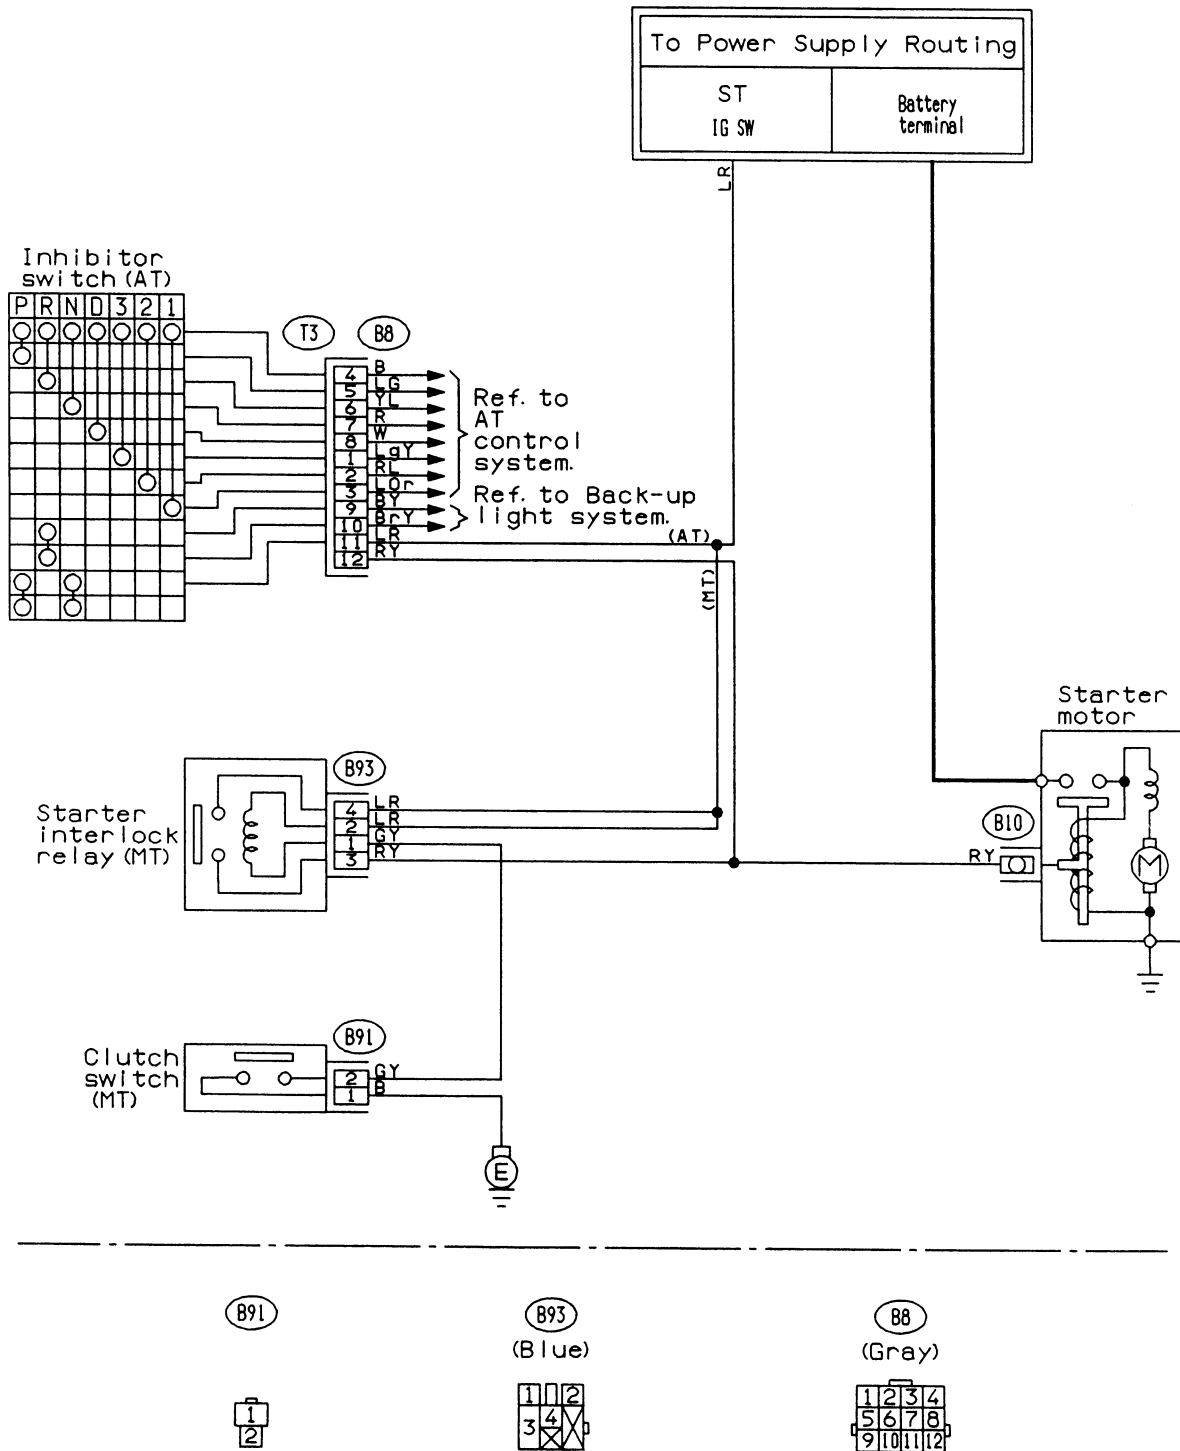 To Power Supply Routing
ST
IG SW
Battery
terminal
LR
Inhibitor
switch (AT)
P R N D 3 2 1
T3
B8
4 B
5 LG
6 YL
7 R
8 W
1 LgY
2 RL
3 LOr
9 BY
10 BrY
11 LR
12 RY
Ref. to
AT
control
system.
Ref. to Back-up
light system.
(AT)
(MT)
Starter
motor
B93
Starter
interlock
relay (MT)
4 LR
2 LR
1 GY
3 RY
B10
RY
M
B91
Clutch
switch
(MT)
2 GY
1 B
E
B91
1
2
B93
(Blue)
1 2
3 4
B8
(Gray)
1 2 3 4
5 6 7 8
9 10 11 12